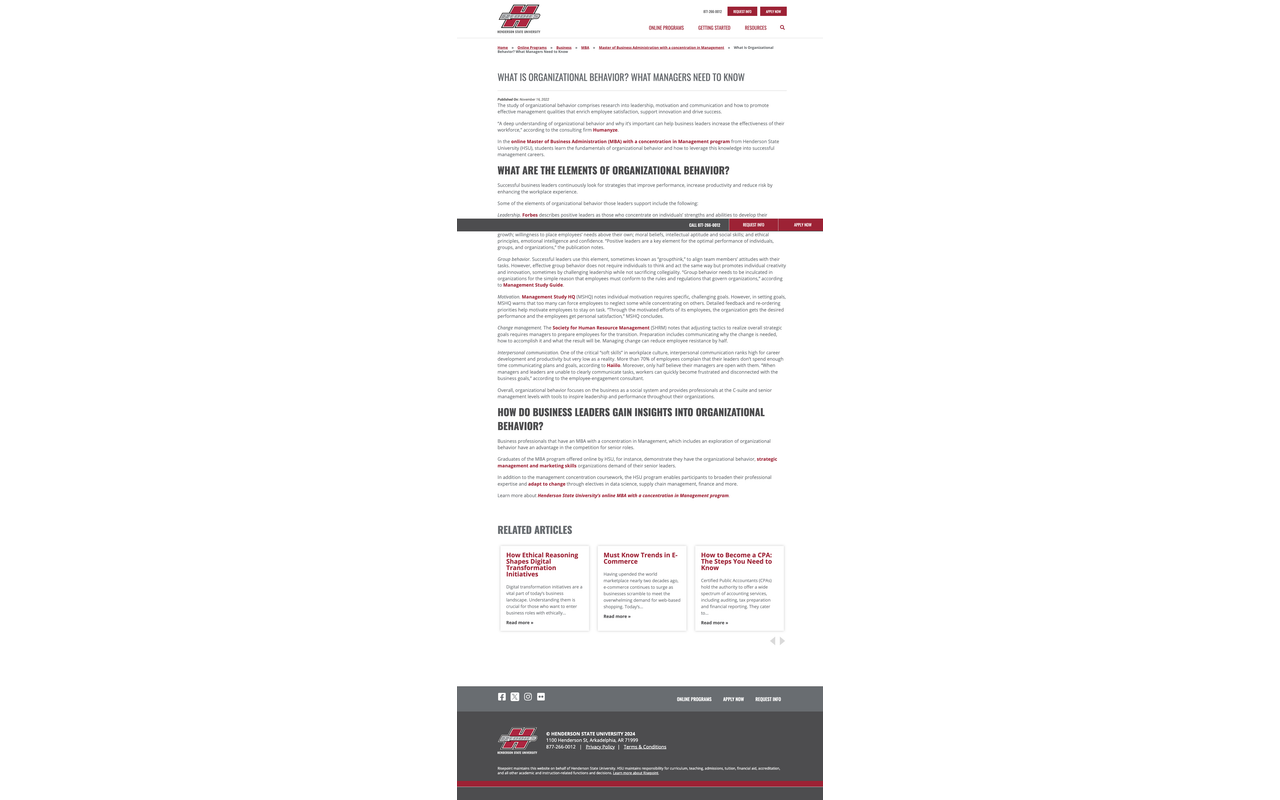 HENDERSON STATE UNIVERSITY
877-266-0012
REQUEST INFO
APPLY NOW
ONLINE PROGRAMS
GETTING STARTED
RESOURCES
Home » Online Programs » Business » MBA » Master of Business Administration with a concentration in Management » What Is Organizational
Behavior? What Managers Need to Know
WHAT IS ORGANIZATIONAL BEHAVIOR? WHAT MANAGERS NEED TO KNOW
Published On: November 16, 2022
The study of organizational behavior comprises research into leadership, motivation and communication and how to promote
effective management qualities that enrich employee satisfaction, support innovation and drive success.
"A deep understanding of organizational behavior and why it's important can help business leaders increase the effectiveness of their
workforce," according to the consulting firm Humanyze.
In the online Master of Business Administration (MBA) with a concentration in Management program from Henderson State
University (HSU), students learn the fundamentals of organizational behavior and how to leverage this knowledge into successful
management careers.
WHAT ARE THE ELEMENTS OF ORGANIZATIONAL BEHAVIOR?
Successful business leaders continuously look for strategies that improve performance, increase productivity and reduce risk by
enhancing the workplace experience.
Some of the elements of organizational behavior those leaders support include the following:
Leadership. Forbes describes positive leaders as those who concentrate on individuals' strengths and abilities to develop their
CALL 877-266-0012
REQUEST INFO
APPLY NOW
growth; willingness to place employees' needs above their own; moral beliefs, intellectual aptitude and social skills; and ethical
principles, emotional intelligence and confidence. "Positive leaders are a key element for the optimal performance of individuals,
groups, and organizations," the publication notes.
Group Behavior. Successful leaders use this element, sometimes known as "groupthink," to align team members' attitudes with their
tasks. However, effective group behavior does not require individuals to think and act the same way but promotes individual creativity
and innovation, sometimes by challenging leadership while not sacrificing collegiality. "Group behavior needs to be inculcated in
organizations for the simple reason that employees must conform to the rules and regulations that govern organizations," according
to Management Study Guide.
Motivation. Management Study HQ (MSHQ) notes individual motivation requires specific, challenging goals. However, in setting goals,
MSHQ warns that too many can force employees to neglect some while concentrating on others. Detailed feedback and re-ordering
priorities help motivate employees to stay on task. "Through the motivated efforts of its employees, the organization gets the desired
performance and the employees get personal satisfaction," MSHQ concludes.
Change management. The Society for Human Resource Management (SHRM) notes that adjusting tactics to realize overall strategic
goals requires managers to prepare employees for the transition. Preparation includes communicating why the change is needed,
how to accomplish it and what the result will be. Managing change can reduce employee resistance by half.
Interpersonal communication. One of the critical "soft skills" in workplace culture, interpersonal communication ranks high for career
development and productivity but very low as a reality. More than 70% of employees complain that their leaders don't spend enough
time communicating plans and goals, according to Haiilo. Moreover, only half believe their managers are open with them. "When
managers and leaders are unable to clearly communicate tasks, workers can quickly become frustrated and disconnected with the
business goals," according to the employee-engagement consultant.
Overall, organizational behavior focuses on the business as a social system and provides professionals at the C-suite and senior
management levels with tools to inspire leadership and performance throughout their organizations.
HOW DO BUSINESS LEADERS GAIN INSIGHTS INTO ORGANIZATIONAL
BEHAVIOR?
Business professionals that have an MBA with a concentration in Management, which includes an exploration of organizational
behavior have an advantage in the competition for senior roles.
Graduates of the MBA program offered online by HSU, for instance, demonstrate they have the organizational behavior, strategic
management and marketing skills organizations demand of their senior leaders.
In addition to the management concentration coursework, the HSU program enables participants to broaden their professional
expertise and adapt to change through electives in data science, supply chain management, finance and more.
Learn more about Henderson State University's online MBA with a concentration in Management program.
RELATED ARTICLES
How Ethical Reasoning
Shapes Digital
Transformation
Initiatives
Digital transformation initiatives are a
vital part of today's business
landscape. Understanding them is
crucial for those who want to enter
business roles with ethically...
Read more »
Must Know Trends in E-
Commerce
Having upended the world
marketplace nearly two decades ago,
e-commerce continues to surge as
businesses scramble to meet the
overwhelming demand for web-based
shopping. Today's...
Read more »
How to Become a CPA:
The Steps You Need to
Know
Certified Public Accountants (CPAs)
hold the authority to offer a wide
spectrum of accounting services,
including auditing, tax preparation
and financial reporting. They cater
to...
Read more »
ONLINE PROGRAMS
APPLY NOW
REQUEST INFO
HENDERSON STATE UNIVERSITY
© HENDERSON STATE UNIVERSITY 2024
1100 Henderson St, Arkadelphia, AR 71999
877-266-0012 | Privacy Policy | Terms & Conditions
Risepoint maintains this website on behalf of Henderson State University. HSU maintains responsibility for curriculum, teaching, admissions, tuition, financial aid, accreditation,
and all other academic and instruction-related functions and decisions. Learn more about Risepoint.